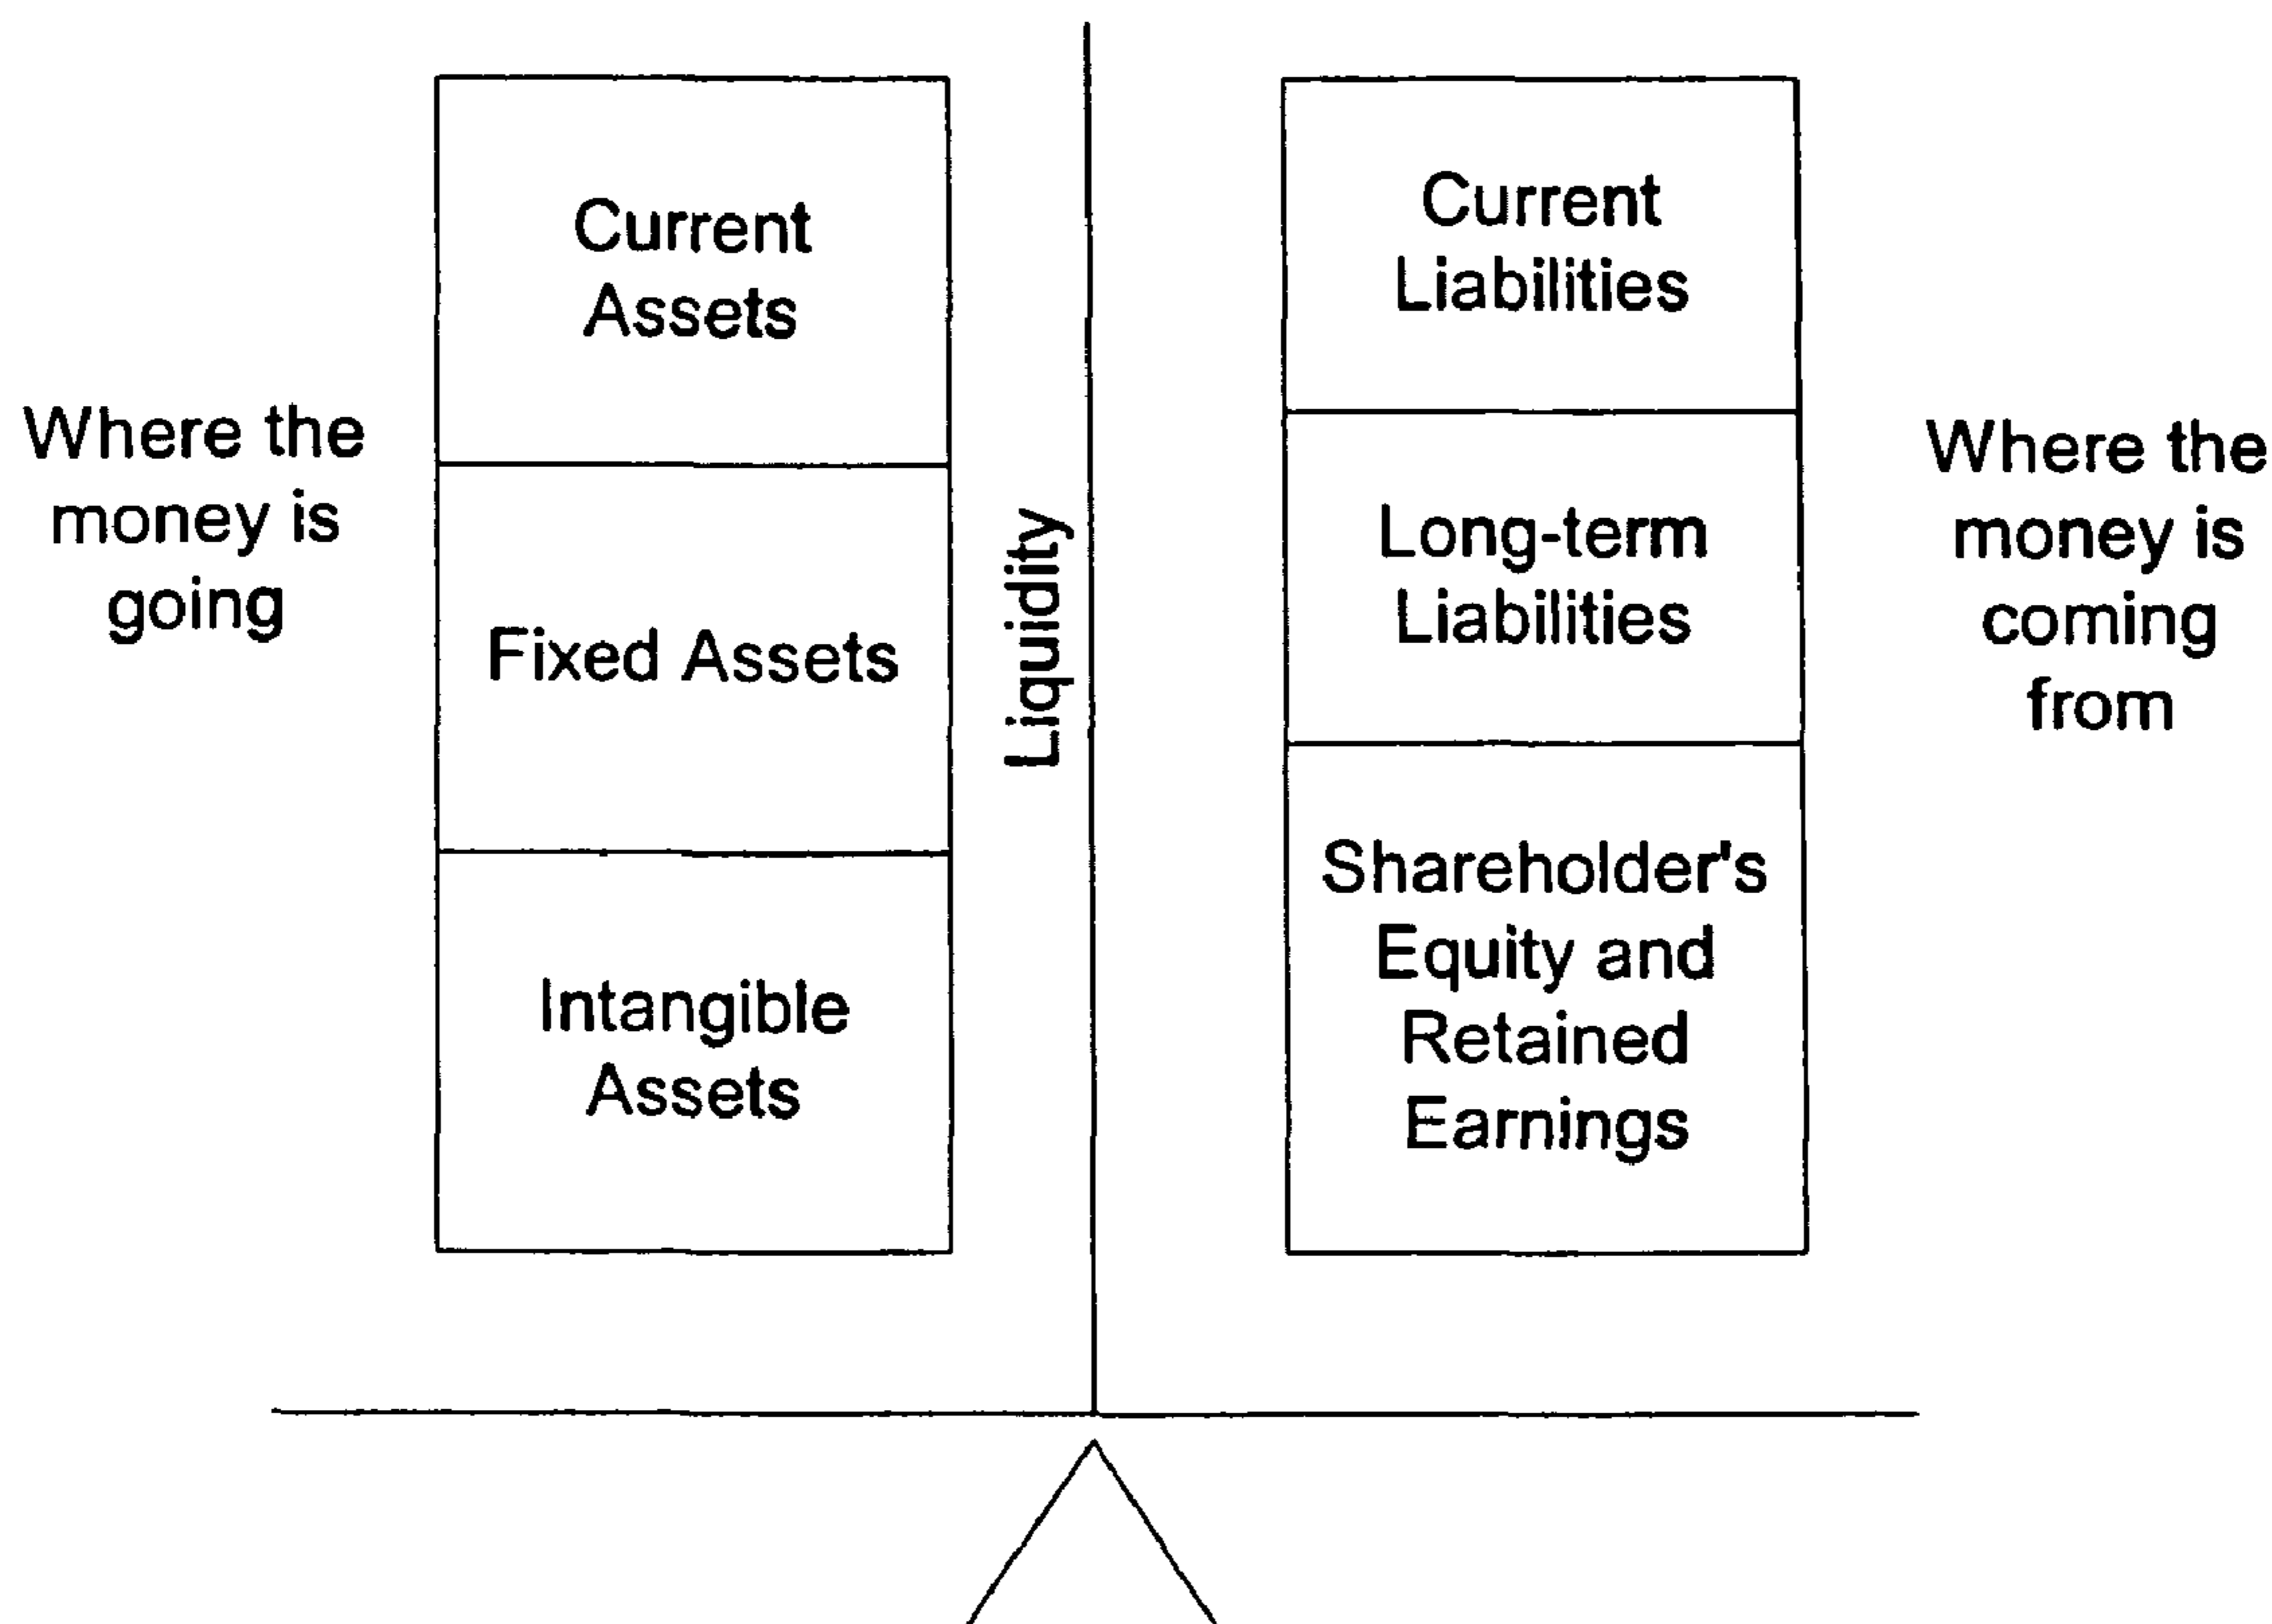 Where the
money is
going
Current
Assets
Fixed Assets
Intangible
Assets
Liquidity
Current
Liabilities
Long-term
Liabilities
Shareholder's
Equity and
Retained
Earnings
Where the
money is
coming
from